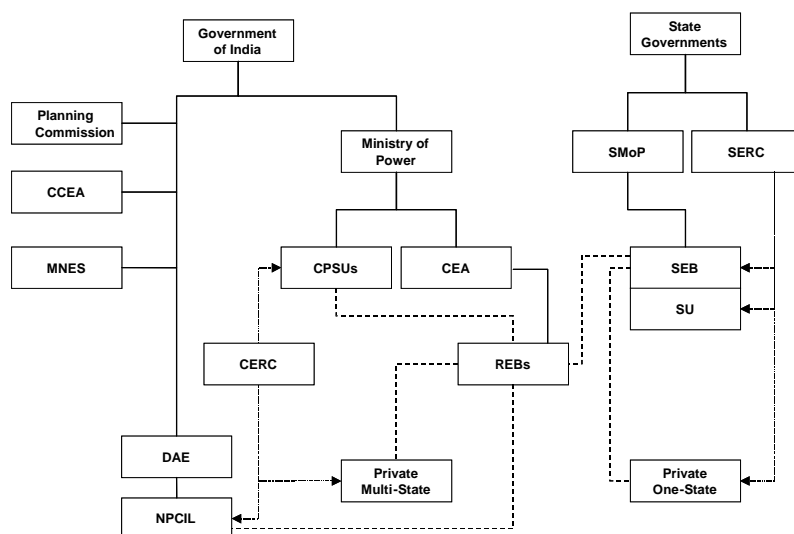 Government
of India
State
Governments
Planning
Commission
Ministry of
Power
SMoP
SERC
CCEA
MNES
CPSUs
CEA
SEB
SU
CERC
REBs
DAE
Private
Multi-State
Private
One-State
NPCIL